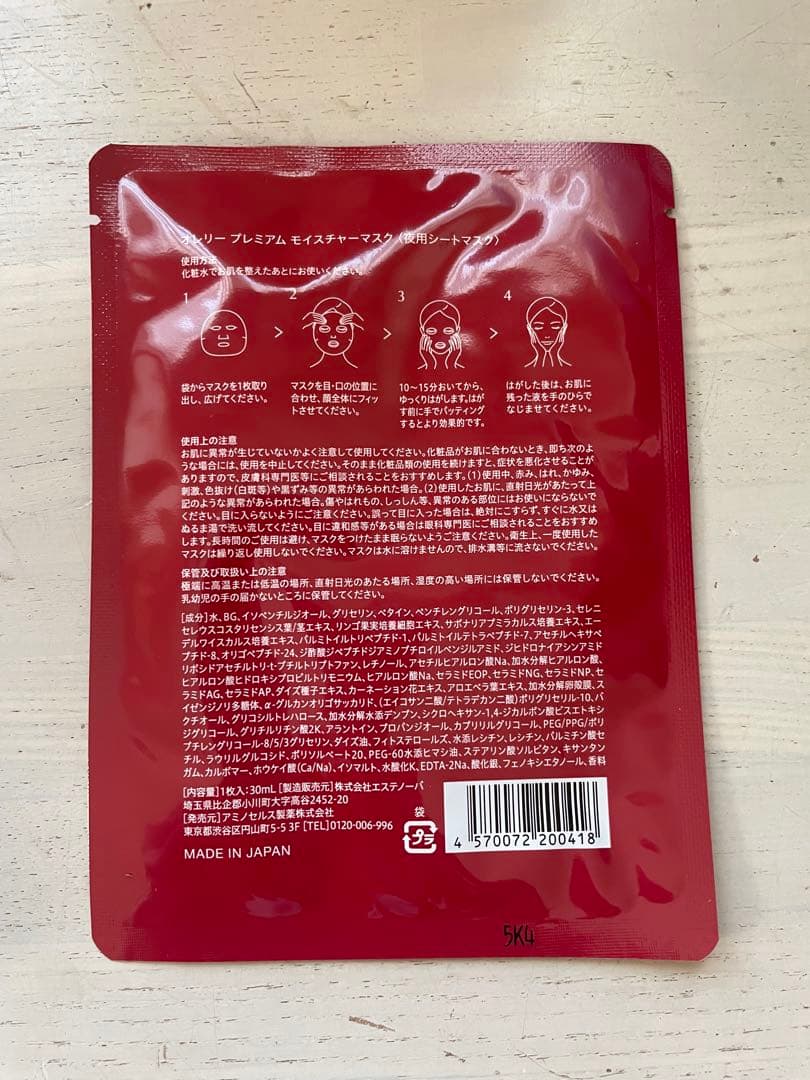 オレリー プレミアム モイスチャーマスク〈夜用シートマスク〉
使用方法
化粧水でお肌を整えたあとにお使いください。
1 > 2 > 3 > 4
袋からマスクを1枚取り
出し、広げてください。
マスクを目・口の位置に
合わせ、顔全体にフィッ
トさせてください。
10～15分おいてから、
ゆっくりはがします。はが
す前に手でパッティング
するとより効果的です。
はがした後は、お肌に
残った液を手のひらで
なじませてください。
使用上の注意
お肌に異常が生じていないかよく注意して使用してください。化粧品がお肌に合わないとき、即ち次のよ
うな場合には、使用を中止してください。そのまま化粧品類の使用を続けますと、症状を悪化させることが
ありますので、皮膚科専門医等にご相談されることをおすすめします。(1)使用中、赤み、はれ、かゆみ、
刺激、色抜け(白斑等)や黒ずみ等の異常があらわれた場合。(2)使用したお肌に、直射日光があたって上
記のような異常があらわれた場合。傷やはれもの、しっしん等、異常のある部位にはお使いにならないで
ください。目に入らないようにご注意ください。誤って目に入った場合は、絶対にこすらず、すぐに水又は
ぬるま湯で洗い流してください。目に違和感等がある場合は眼科専門医にご相談されることをおすすめ
します。長時間のご使用は避け、マスクをつけたまま眠らないようご注意ください。衛生上、一度使用した
マスクは繰り返し使用しないでください。マスクは水に溶けませんので、排水溝等に流さないでください。
保管及び取扱い上の注意
極端に高温または低温の場所、直射日光のあたる場所、湿度の高い場所には保管しないでください。
乳幼児の手の届かないところに保管してください。
[成分]水、BG、イソペンチルジオール、グリセリン、ベタイン、ペンチレングリコール、ポリグリセリン-3、セレニ
セレウスコスタリセンシス葉/茎エキス、リンゴ果実培養細胞エキス、サポナリアプミラカルス培養エキス、エー
デルワイスカルス培養エキス、パルミトイルトリペプチド-1、パルミトイルテトラペプチド-7、アセチルヘキサペ
プチド-8、オリゴペプチド-24、ジ酢酸ジペプチドジアミノブチロイルベンジルアミド、ジヒドロナイアシンアミド
リボシドアセチルトリ-t-ブチルトリプトファン、レチノール、アセチルヒアルロン酸Na、加水分解ヒアルロン酸、
ヒアルロン酸ヒドロキシプロピルトリモニウム、ヒアルロン酸Na、セラミドEOP、セラミドNG、セラミドNP、セ
ラミドAG、セラミドAP、ダイズ種子エキス、カーネーション花エキス、アロエベラ葉エキス、加水分解卵殻膜、ス
イゼンジノリ多糖体、α-グルカンオリゴサッカリド、(エイコサン二酸/テトラデカン二酸)ポリグリセリル-10、バ
クチオール、グリコシルトレハロース、加水分解水添デンプン、シクロヘキサン-1,4-ジカルボン酸ビスエトキシ
ジグリコール、グリチルリチン酸2K、アラントイン、プロパンジオール、カプリリルグリコール、PEG/PPG/ポリ
ブチレングリコール-8/5/3グリセリン、ダイズ油、フィトステロールズ、水添レシチン、レシチン、パルミチン酸セ
チル、ラウリルグルコシド、ポリソルベート20、PEG-60水添ヒマシ油、ステアリン酸ソルビタン、キサンタン
ガム、カルボマー、ホウケイ酸(Ca/Na)、イソマルト、水酸化K、EDTA-2Na、酸化銀、フェノキシエタノール、香料
[内容量]1枚入:30mL [製造販売元]株式会社エステノーバ
埼玉県比企郡小川町大字高谷2452-20
[発売元]アミノセルス製薬株式会社
東京都渋谷区円山町5-5 3F [TEL]0120-006-996
MADE IN JAPAN
袋
プラ
4 570072 200418
5K4